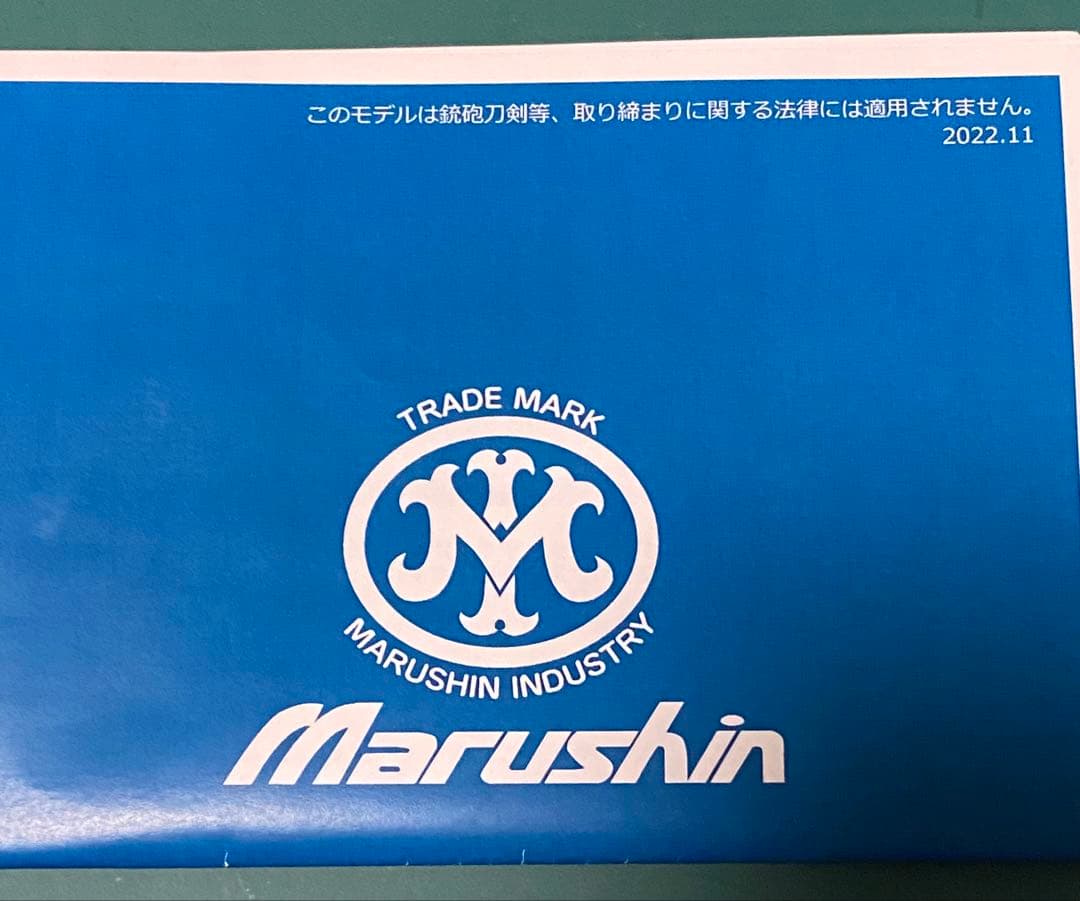 このモデルは銃砲刀剣等、取り締まりに関する法律には適用されません。
2022.11
TRADE MARK
MARUSHIN INDUSTRY
Marushin